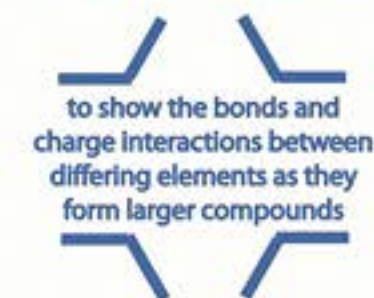 to show the bonds and
charge interactions between
differing elements as they
form larger compounds